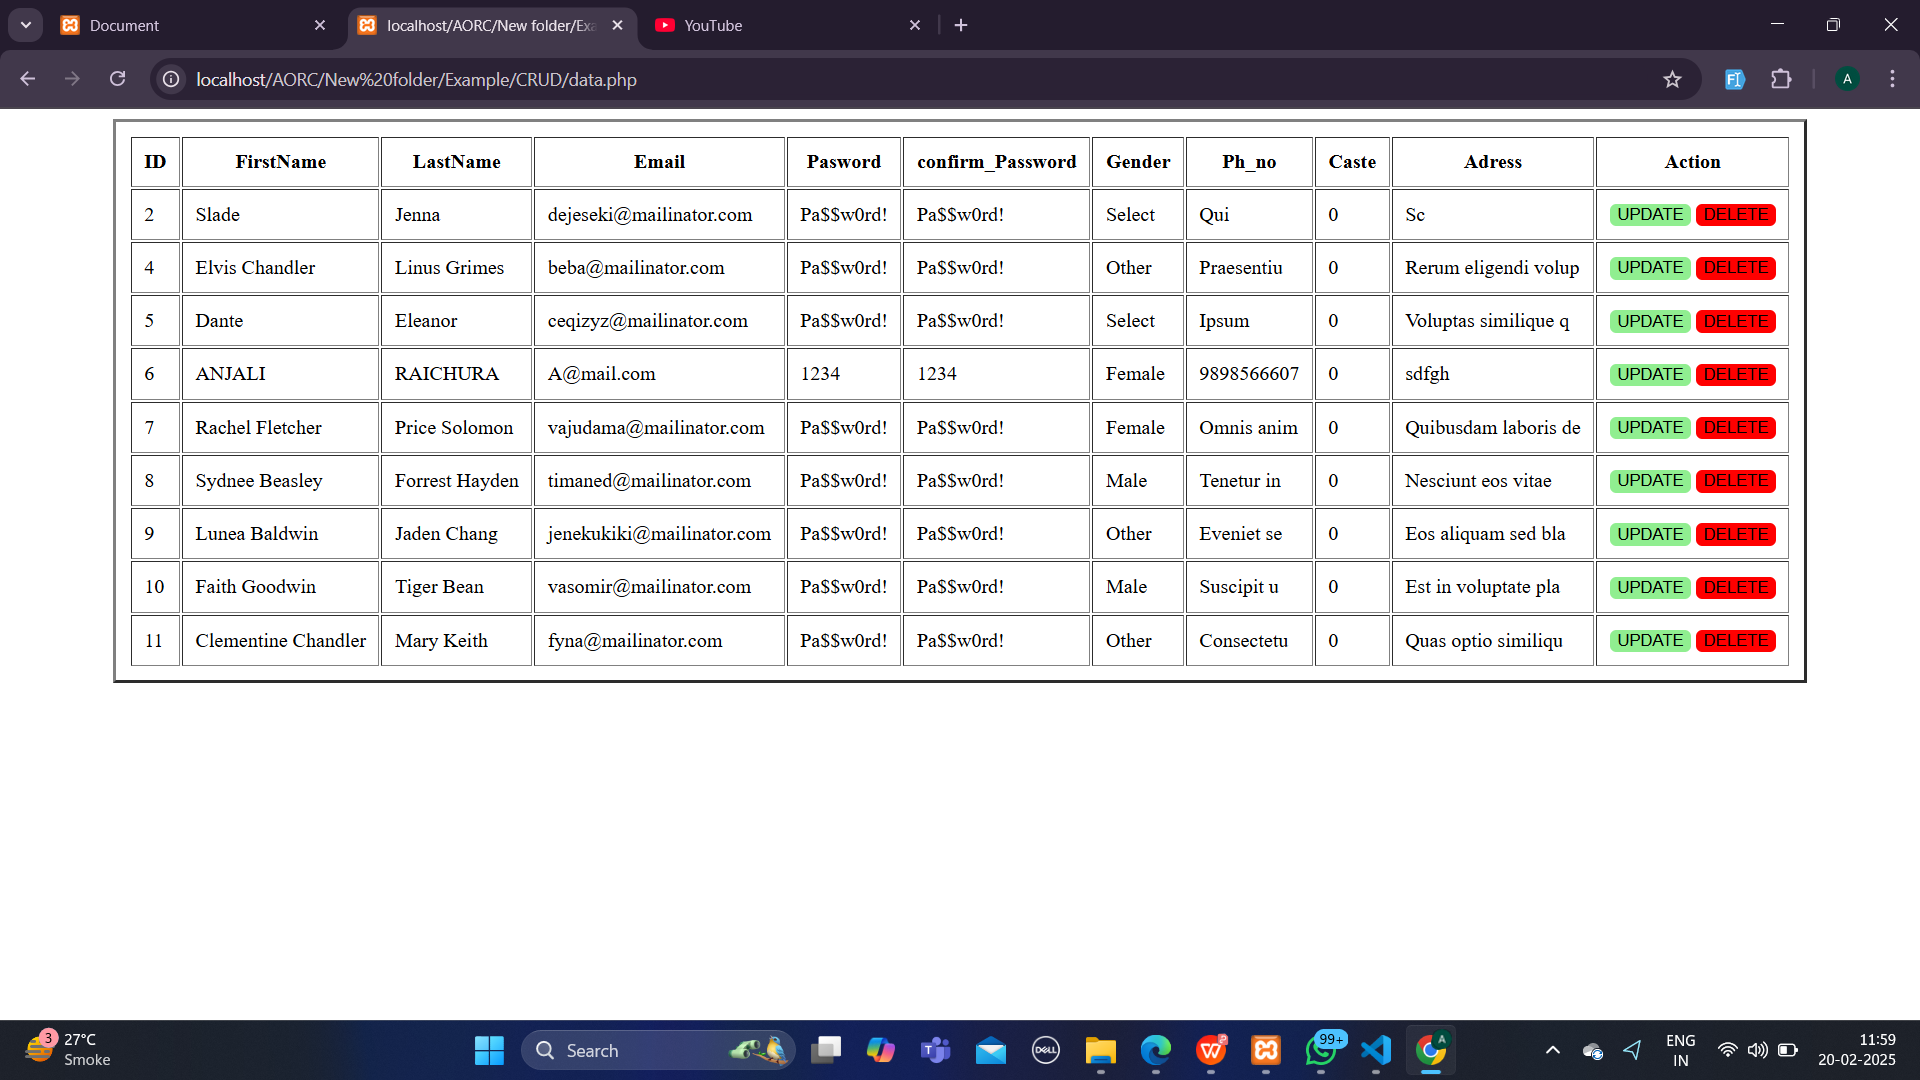 Document
localhost/AORC/New folder/Exa
YouTube
localhost/AORC/New%20folder/Example/CRUD/data.php
A
ID FirstName LastName Email Pasword confirm_Password Gender Ph_no Caste Adress Action
2 Slade Jenna dejeseki@mailinator.com Pa$$w0rd! Pa$$w0rd! Select Qui 0 Sc UPDATE DELETE
4 Elvis Chandler Linus Grimes beba@mailinator.com Pa$$w0rd! Pa$$w0rd! Other Praesentiu 0 Rerum eligendi volup UPDATE DELETE
5 Dante Eleanor ceqizyz@mailinator.com Pa$$w0rd! Pa$$w0rd! Select Ipsum 0 Voluptas similique q UPDATE DELETE
6 ANJALI RAICHURA A@mail.com 1234 1234 Female 9898566607 0 sdfgh UPDATE DELETE
7 Rachel Fletcher Price Solomon vajudama@mailinator.com Pa$$w0rd! Pa$$w0rd! Female Omnis anim 0 Quibusdam laboris de UPDATE DELETE
8 Sydnee Beasley Forrest Hayden timaned@mailinator.com Pa$$w0rd! Pa$$w0rd! Male Tenetur in 0 Nesciunt eos vitae UPDATE DELETE
9 Lunea Baldwin Jaden Chang jenekukiki@mailinator.com Pa$$w0rd! Pa$$w0rd! Other Eveniet se 0 Eos aliquam sed bla UPDATE DELETE
10 Faith Goodwin Tiger Bean vasomir@mailinator.com Pa$$w0rd! Pa$$w0rd! Male Suscipit u 0 Est in voluptate pla UPDATE DELETE
11 Clementine Chandler Mary Keith fyna@mailinator.com Pa$$w0rd! Pa$$w0rd! Other Consectetu 0 Quas optio similiqu UPDATE DELETE
3
27°C
Smoke
Search
DELL
99+
A
ENG
IN
11:59
20-02-2025